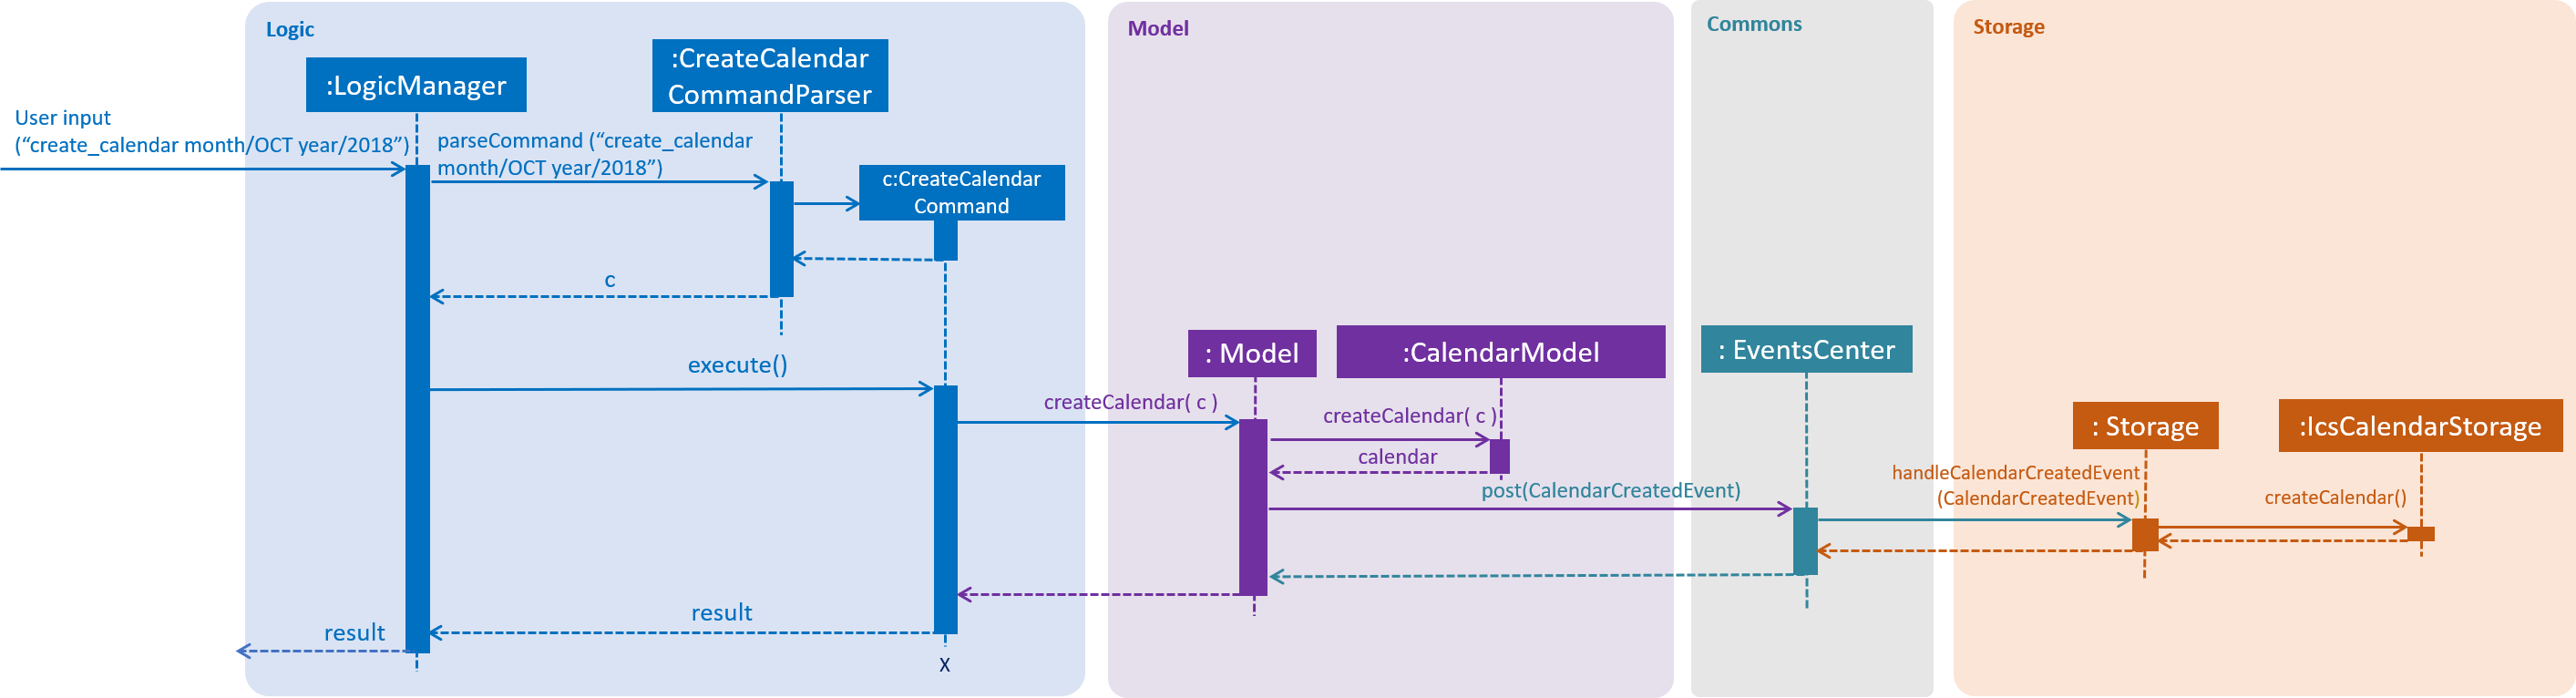 Logic
Model
Commons
Storage
:LogicManager
:CreateCalendar
CommandParser
User input
(“create_calendar month/OCT year/2018”)
parseCommand (“create_calendar
month/OCT year/2018”)
c:CreateCalendar
Command
c
execute()
: Model
:CalendarModel
: EventsCenter
: Storage
:IcsCalendarStorage
createCalendar( c )
createCalendar( c )
calendar
post(CalendarCreatedEvent)
handleCalendarCreatedEvent
(CalendarCreatedEvent)
createCalendar()
result
result
X